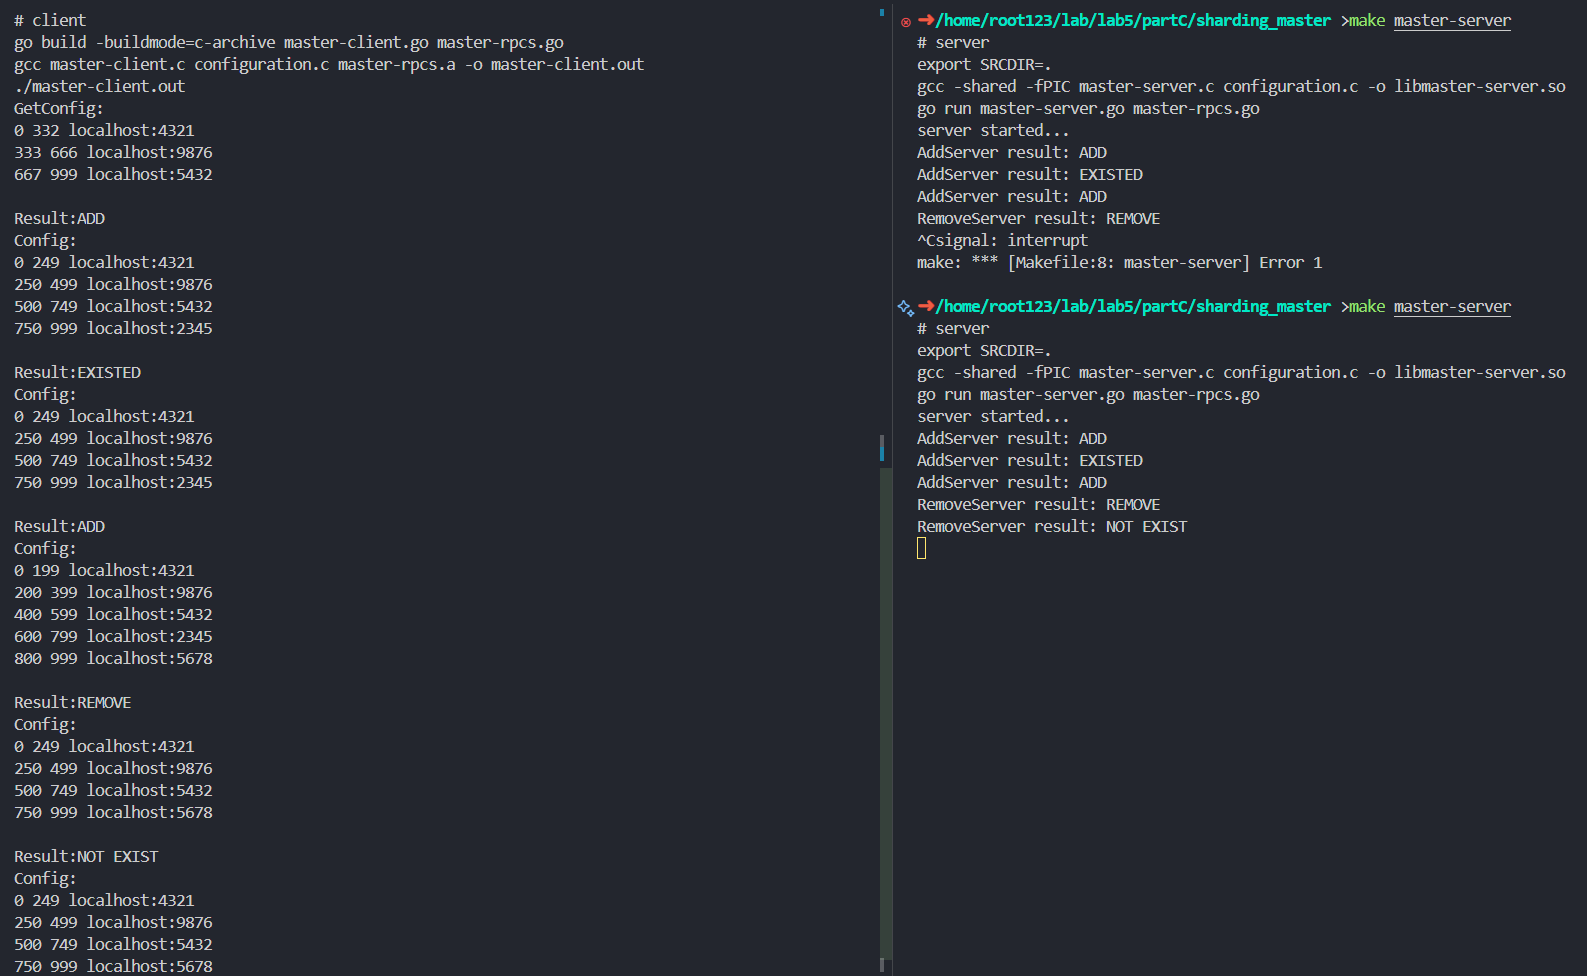 # client
go build -buildmode=c-archive master-client.go master-rpcs.go
gcc master-client.c configuration.c master-rpcs.a -o master-client.out
./master-client.out
GetConfig:
0 332 localhost:4321
333 666 localhost:9876
667 999 localhost:5432

Result:ADD
Config:
0 249 localhost:4321
250 499 localhost:9876
500 749 localhost:5432
750 999 localhost:2345

Result:EXISTED
Config:
0 249 localhost:4321
250 499 localhost:9876
500 749 localhost:5432
750 999 localhost:2345

Result:ADD
Config:
0 199 localhost:4321
200 399 localhost:9876
400 599 localhost:5432
600 799 localhost:2345
800 999 localhost:5678

Result:REMOVE
Config:
0 249 localhost:4321
250 499 localhost:9876
500 749 localhost:5432
750 999 localhost:5678

Result:NOT EXIST
Config:
0 249 localhost:4321
250 499 localhost:9876
500 749 localhost:5432
750 999 localhost:5678

➜/home/root123/lab/lab5/partC/sharding_master >make master-server
# server
export SRCDIR=.
gcc -shared -fPIC master-server.c configuration.c -o libmaster-server.so
go run master-server.go master-rpcs.go
server started...
AddServer result: ADD
AddServer result: EXISTED
AddServer result: ADD
RemoveServer result: REMOVE
^Csignal: interrupt
make: *** [Makefile:8: master-server] Error 1

➜/home/root123/lab/lab5/partC/sharding_master >make master-server
# server
export SRCDIR=.
gcc -shared -fPIC master-server.c configuration.c -o libmaster-server.so
go run master-server.go master-rpcs.go
server started...
AddServer result: ADD
AddServer result: EXISTED
AddServer result: ADD
RemoveServer result: REMOVE
RemoveServer result: NOT EXIST